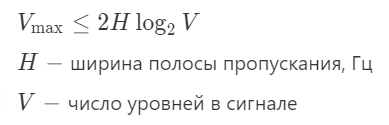 V_max ≤ 2H log₂ V
H — ширина полосы пропускания, Гц
V — число уровней в сигнале